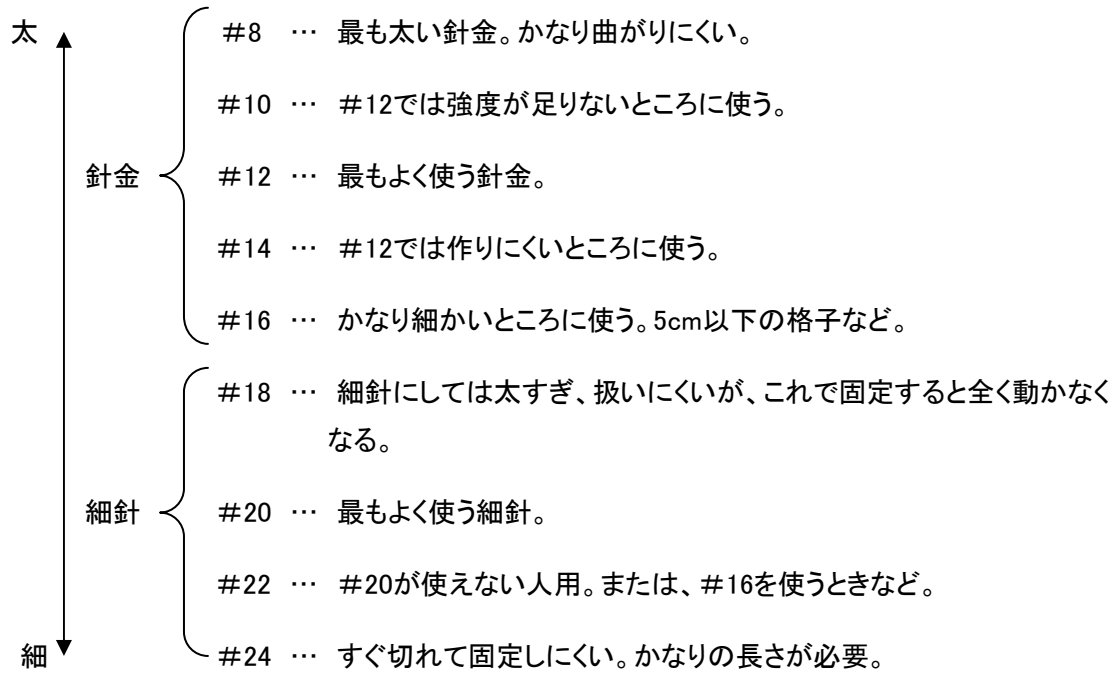 太
#8 … 最も太い針金。かなり曲がりにくい。
#10 … #12では強度が足りないところに使う。
針金
#12 … 最もよく使う針金。
#14 … #12では作りにくいところに使う。
#16 … かなり細かいところに使う。5cm以下の格子など。
#18 … 細針にしては太すぎ、扱いにくいが、これで固定すると全く動かなく
なる。
細針
#20 … 最もよく使う細針。
#22 … #20が使えない人用。または、#16を使うときなど。
細
#24 … すぐ切れて固定しにくい。かなりの長さが必要。